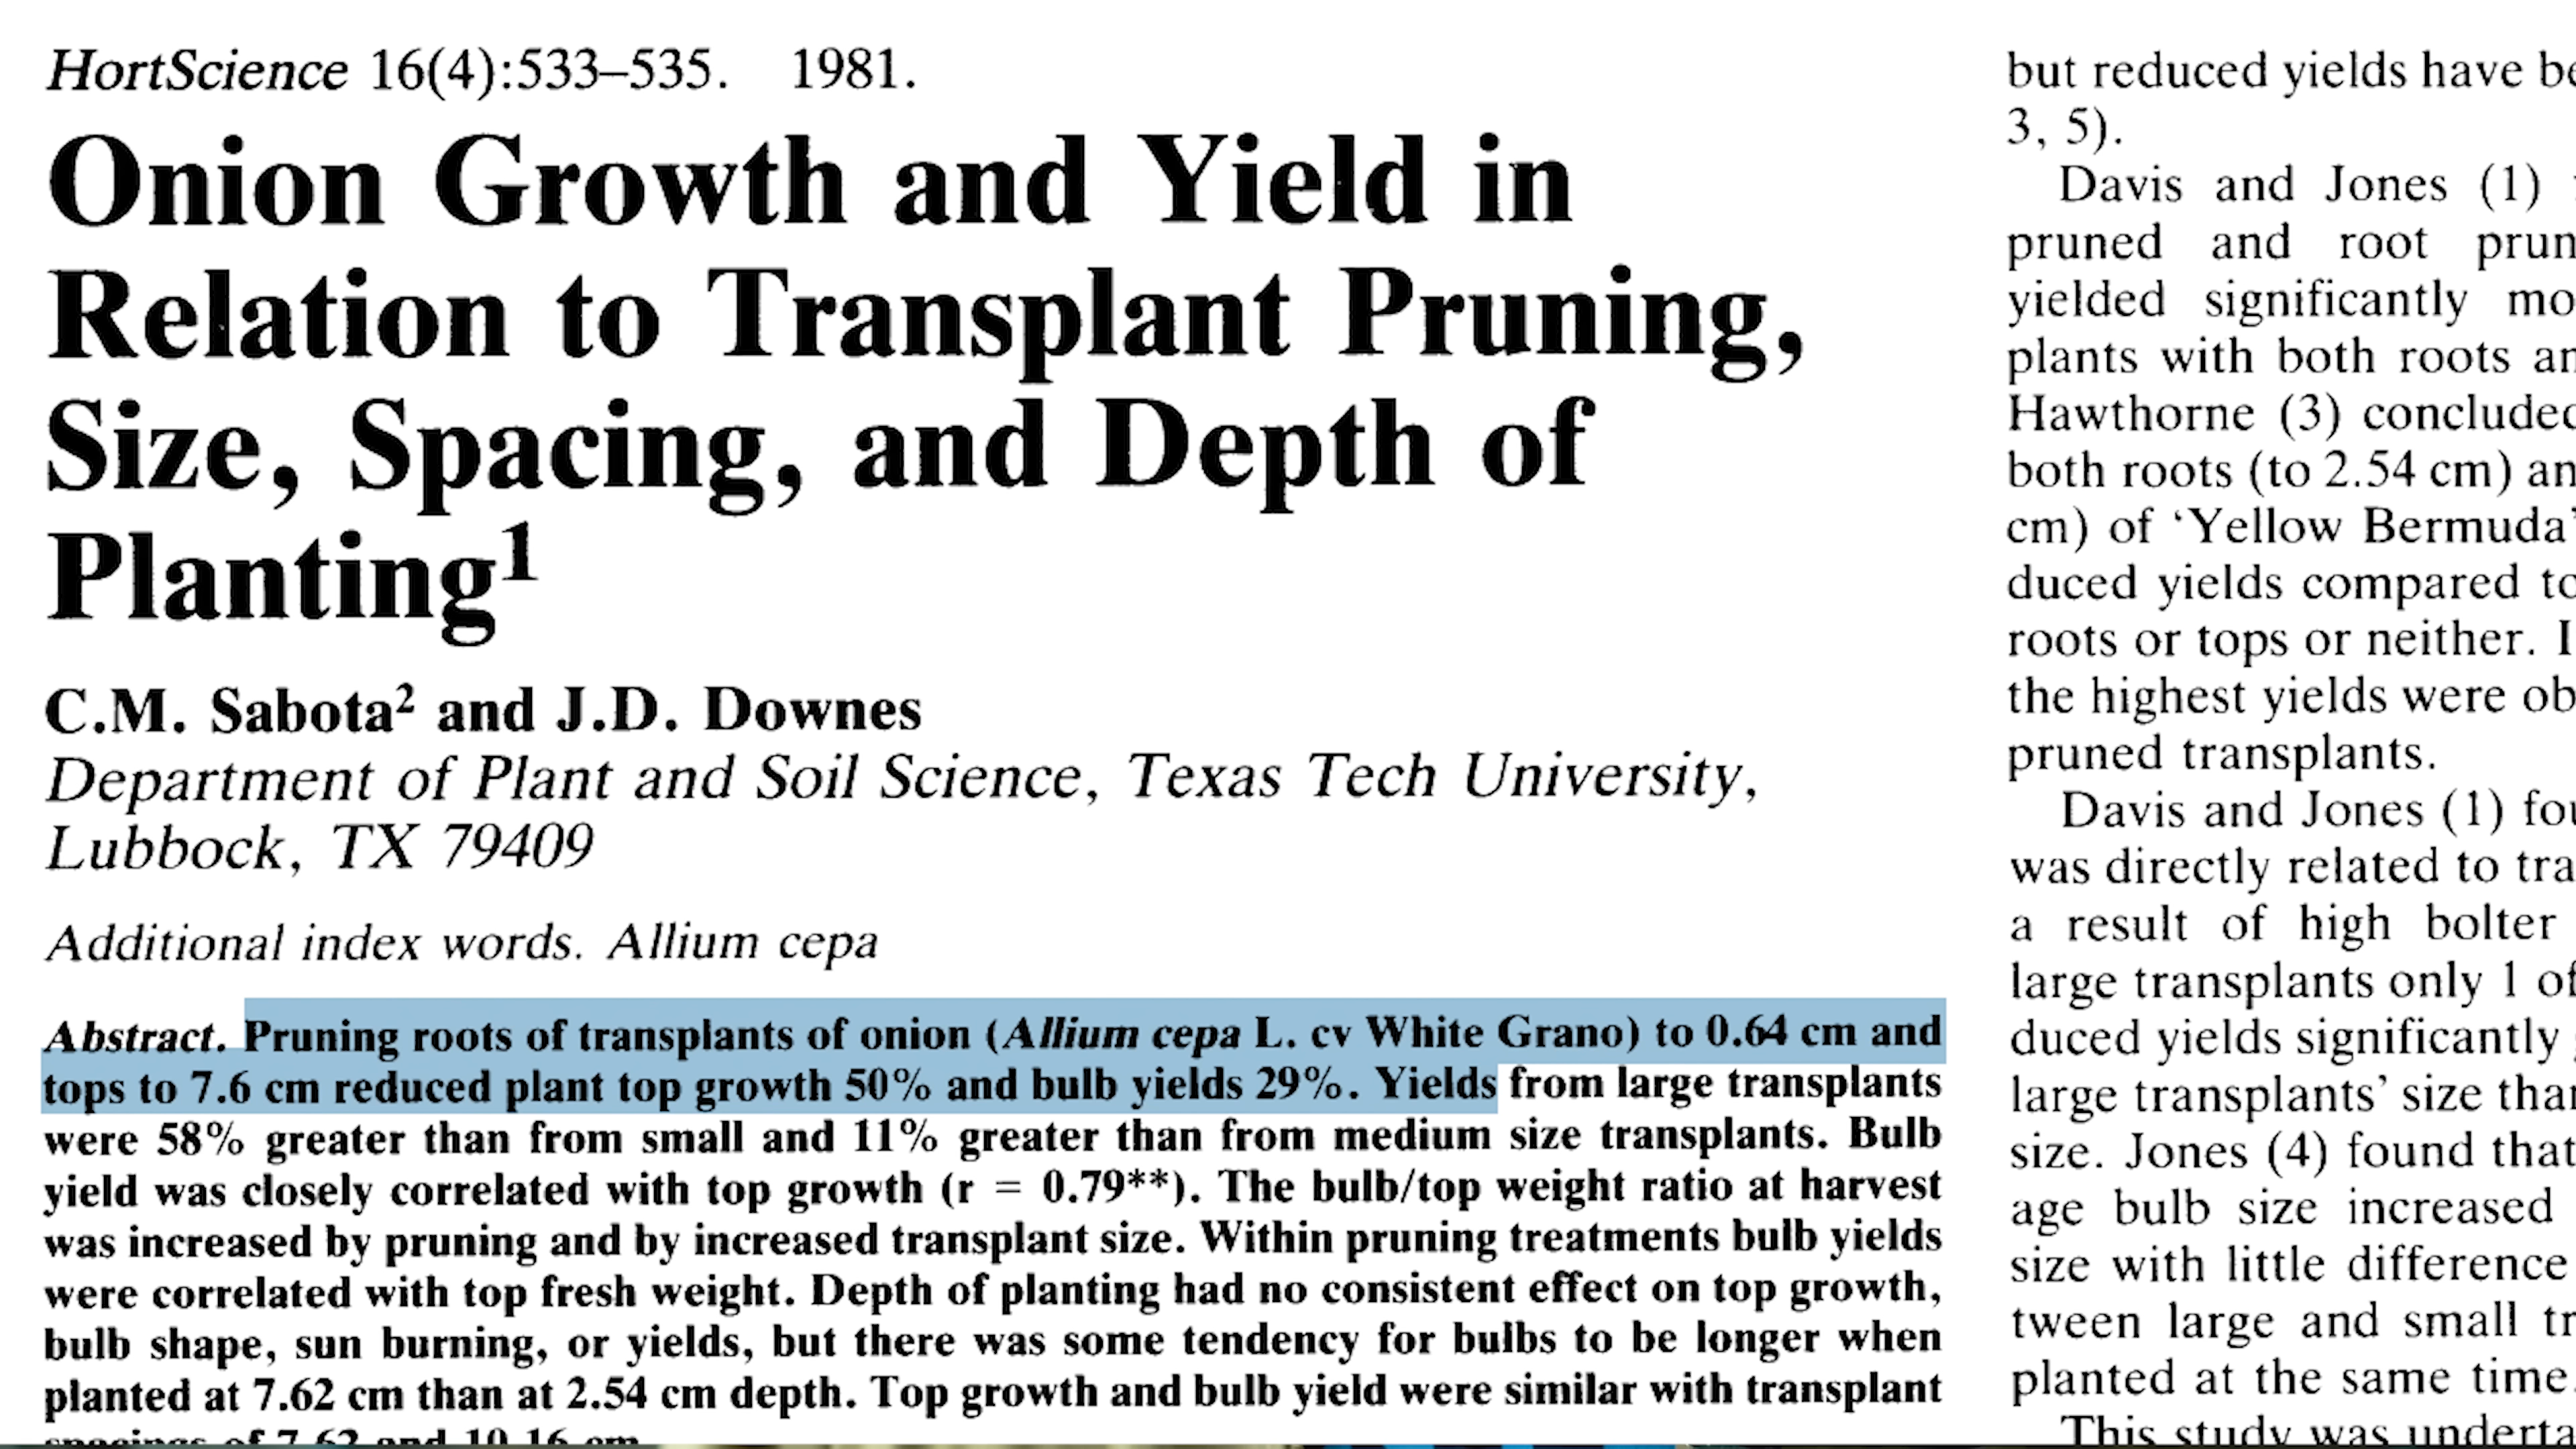 HortScience 16(4):533–535. 1981.
Onion Growth and Yield in
Relation to Transplant Pruning,
Size, Spacing, and Depth of
Planting¹
C.M. Sabota² and J.D. Downes
Department of Plant and Soil Science, Texas Tech University,
Lubbock, TX 79409
Additional index words. Allium cepa
Abstract. Pruning roots of transplants of onion (Allium cepa L. cv White Grano) to 0.64 cm and
tops to 7.6 cm reduced plant top growth 50% and bulb yields 29%. Yields from large transplants
were 58% greater than from small and 11% greater than from medium size transplants. Bulb
yield was closely correlated with top growth (r = 0.79**). The bulb/top weight ratio at harvest
was increased by pruning and by increased transplant size. Within pruning treatments bulb yields
were correlated with top fresh weight. Depth of planting had no consistent effect on top growth,
bulb shape, sun burning, or yields, but there was some tendency for bulbs to be longer when
planted at 7.62 cm than at 2.54 cm depth. Top growth and bulb yield were similar with transplant
spacings of 7.62 and 10.16 cm.
but reduced yields have
3, 5).
Davis and Jones (1)
pruned and root
yielded significantly
plants with both roots
Hawthorne (3)
both roots (to 2.54 cm)
cm) of ‘Yellow Bermuda’
duced yields compared
roots or tops or neither.
the highest yields were
pruned transplants.
Davis and Jones (1)
was directly related to
a result of high bolter
large transplants only 1
duced yields significantly
large transplants’ size
size. Jones (4) found that
age bulb size increased
size with little difference
tween large and small
planted at the same time.
This study was